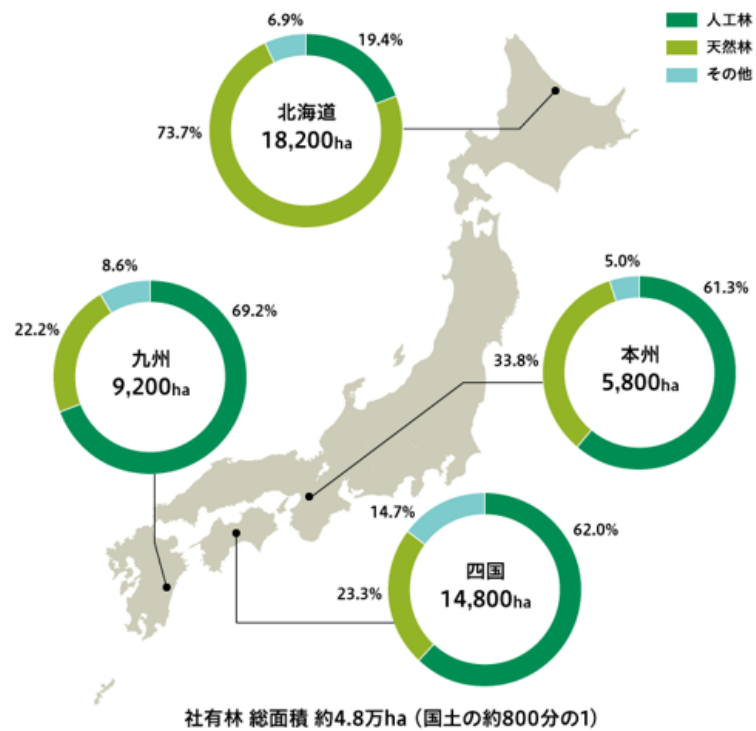 人工林
天然林
その他
6.9%
19.4%
73.7%
北海道
18,200ha
8.6%
69.2%
22.2%
九州
9,200ha
5.0%
61.3%
33.8%
本州
5,800ha
14.7%
62.0%
23.3%
四国
14,800ha
社有林 総面積 約4.8万ha（国土の約800分の1）